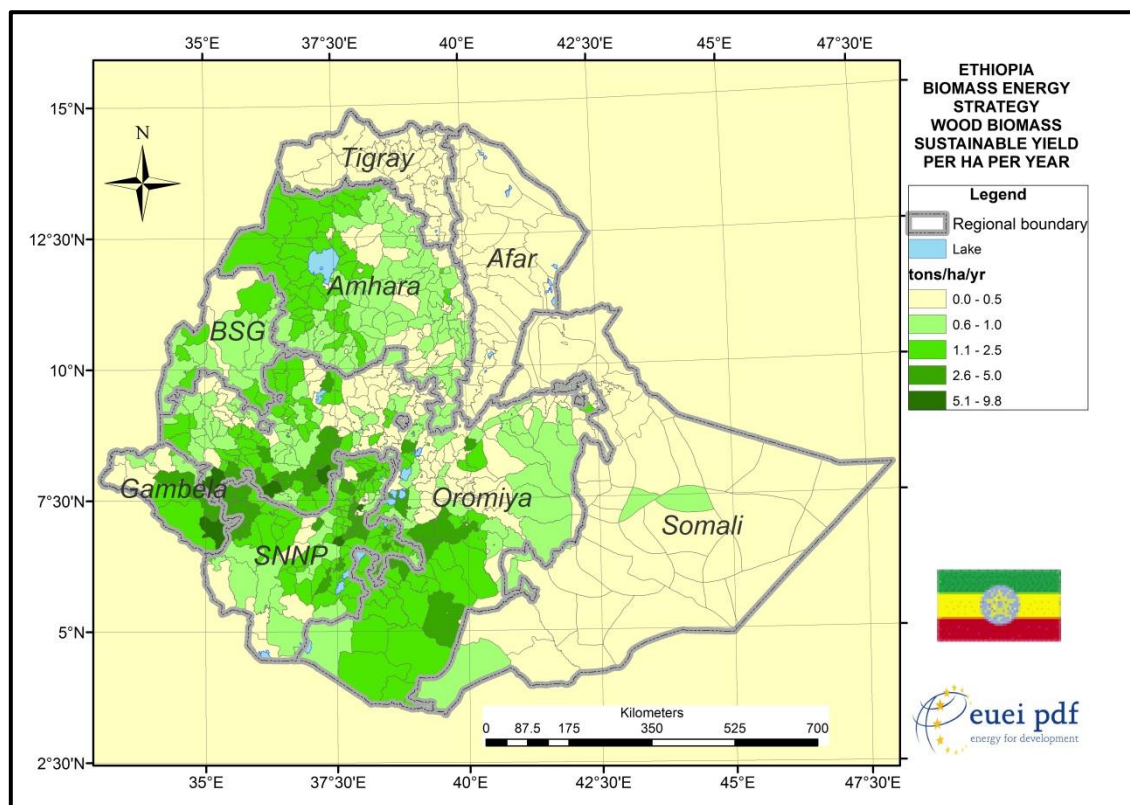 35°E 37°30'E 40°E 42°30'E 45°E 47°30'E
ETHIOPIA
BIOMASS ENERGY
STRATEGY
WOOD BIOMASS
SUSTAINABLE YIELD
PER HA PER YEAR
Legend
Regional boundary
Lake
tons/ha/yr
0.0 - 0.5
0.6 - 1.0
1.1 - 2.5
2.6 - 5.0
5.1 - 9.8
15°N
N
Tigray
12°30'N
Afar
Amhara
BSG
10°N
Gambela
7°30'N
Oromiya
Somali
SNNP
5°N
Kilometers
0 87.5 175 350 525 700
euei pdf
energy for development
2°30'N
35°E 37°30'E 40°E 42°30'E 45°E 47°30'E